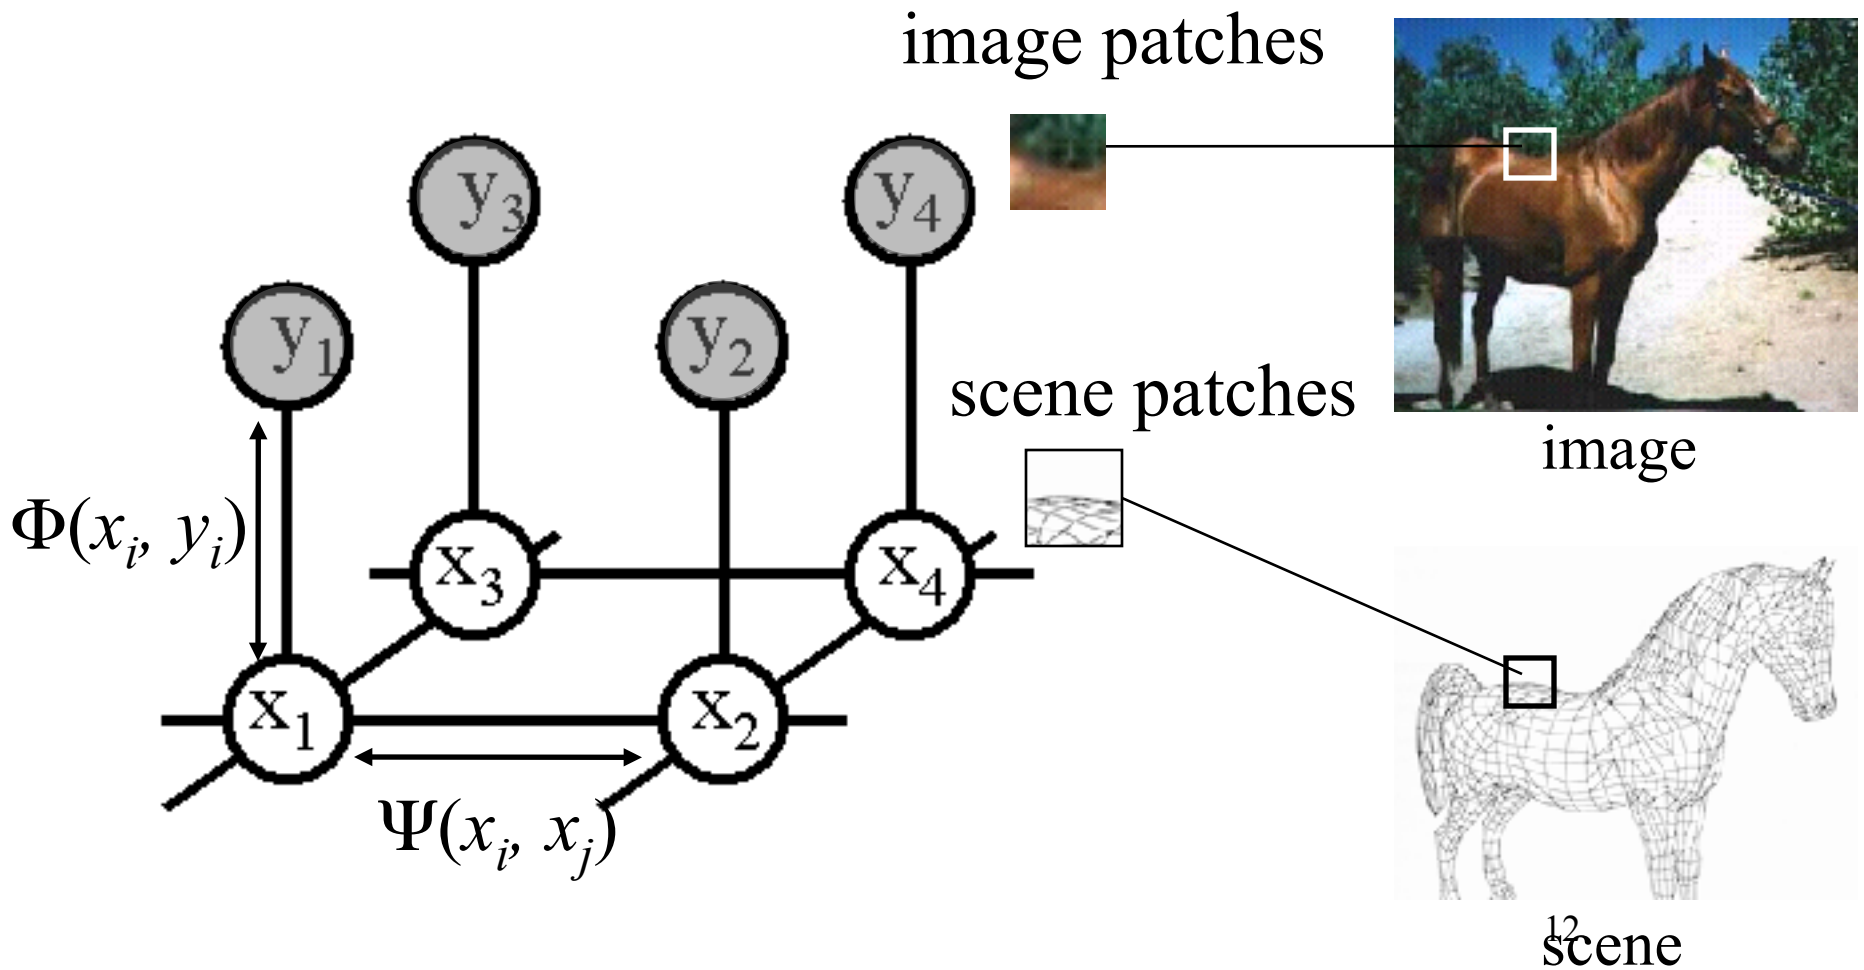 image patches
y₃
y₄
y₁
y₂
scene patches
image
Φ(xᵢ, yᵢ)
x₃
x₄
x₁
x₂
Ψ(xᵢ, xⱼ)
12
scene